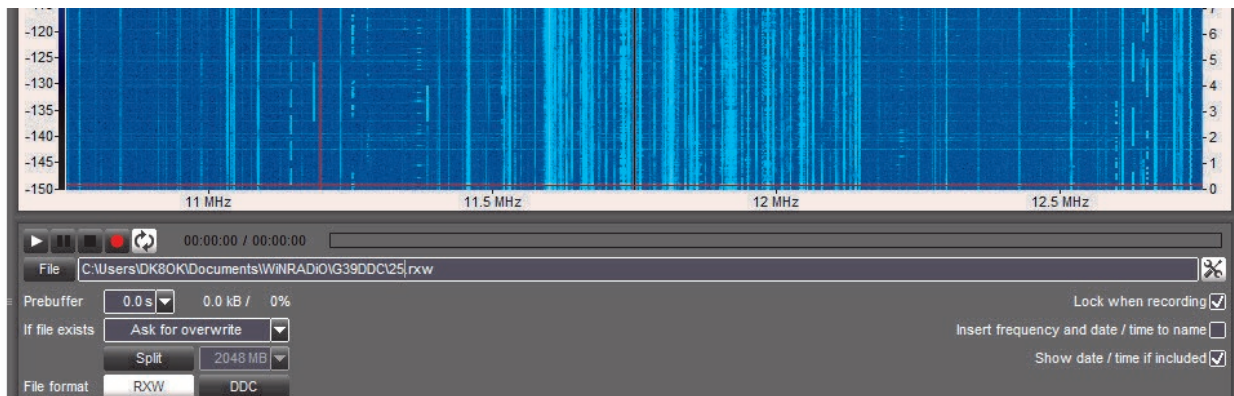 -120
-125
-130
-135
-140
-145
-150
6
5
4
3
2
1
0
11 MHz 11.5 MHz 12 MHz 12.5 MHz
00:00:00 / 00:00:00
File C:\Users\DK8OK\Documents\WiNRADiO\G39DDC\25.rxw
Prebuffer 0.0 s 0.0 kB / 0% Lock when recording
If file exists Ask for overwrite Insert frequency and date / time to name
Split 2048 MB Show date / time if included
File format RXW DDC